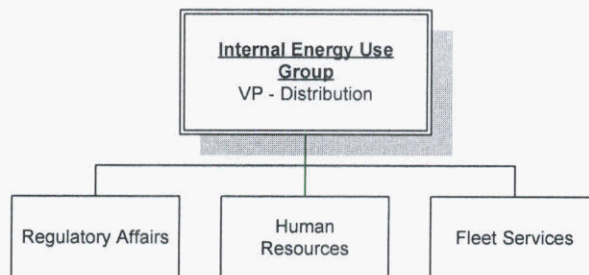 Internal Energy Use
Group
VP - Distribution
Regulatory Affairs
Human
Resources
Fleet Services